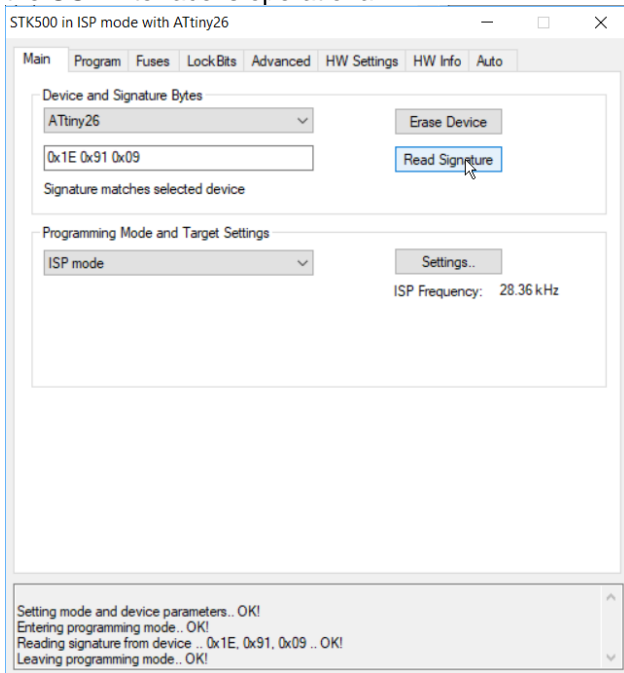 STK500 in ISP mode with ATtiny26
Main Program Fuses LockBits Advanced HW Settings HW Info Auto
Device and Signature Bytes
ATtiny26
Erase Device
0x1E 0x91 0x09
Read Signature
Signature matches selected device
Programming Mode and Target Settings
ISP mode
Settings..
ISP Frequency: 28.36 kHz
Setting mode and device parameters.. OK!
Entering programming mode.. OK!
Reading signature from device .. 0x1E, 0x91, 0x09 .. OK!
Leaving programming mode.. OK!